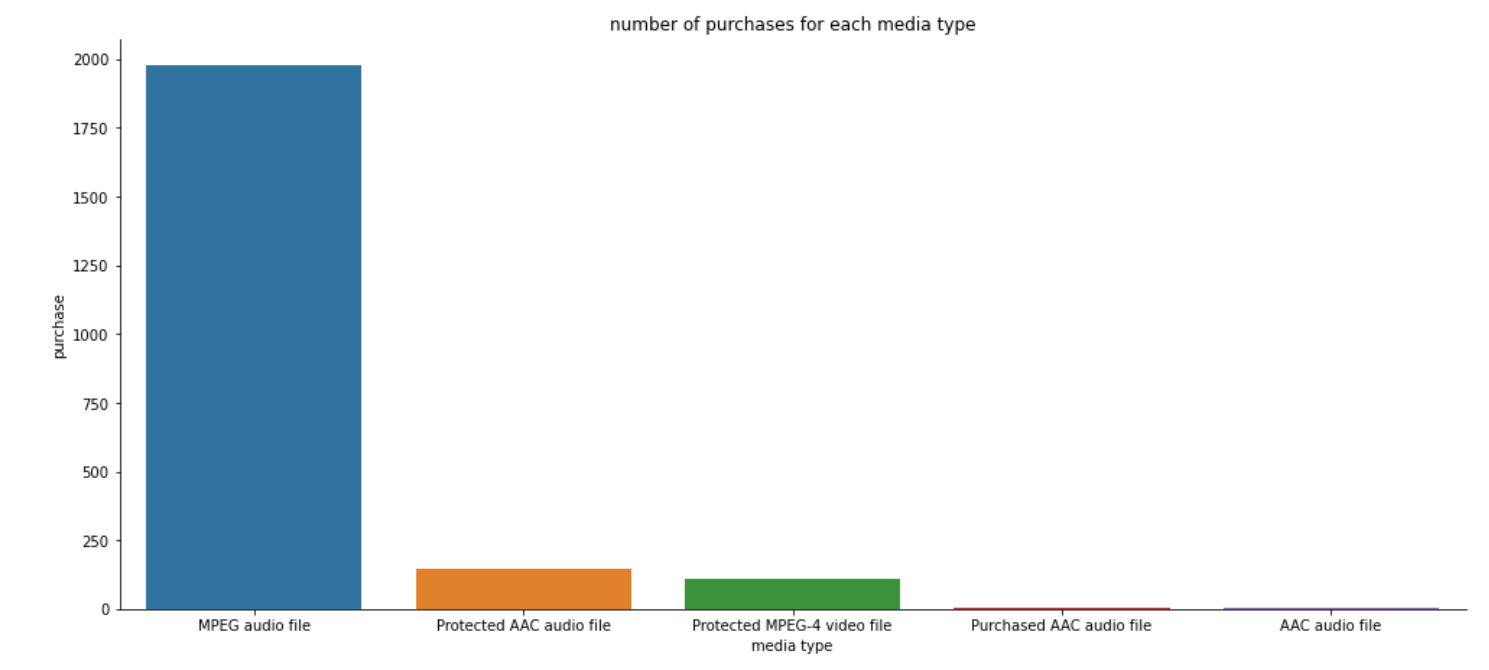 number of purchases for each media type
2000
1750
1500
1250
1000
750
500
250
0
purchase
MPEG audio file Protected AAC audio file Protected MPEG-4 video file Purchased AAC audio file AAC audio file
media type